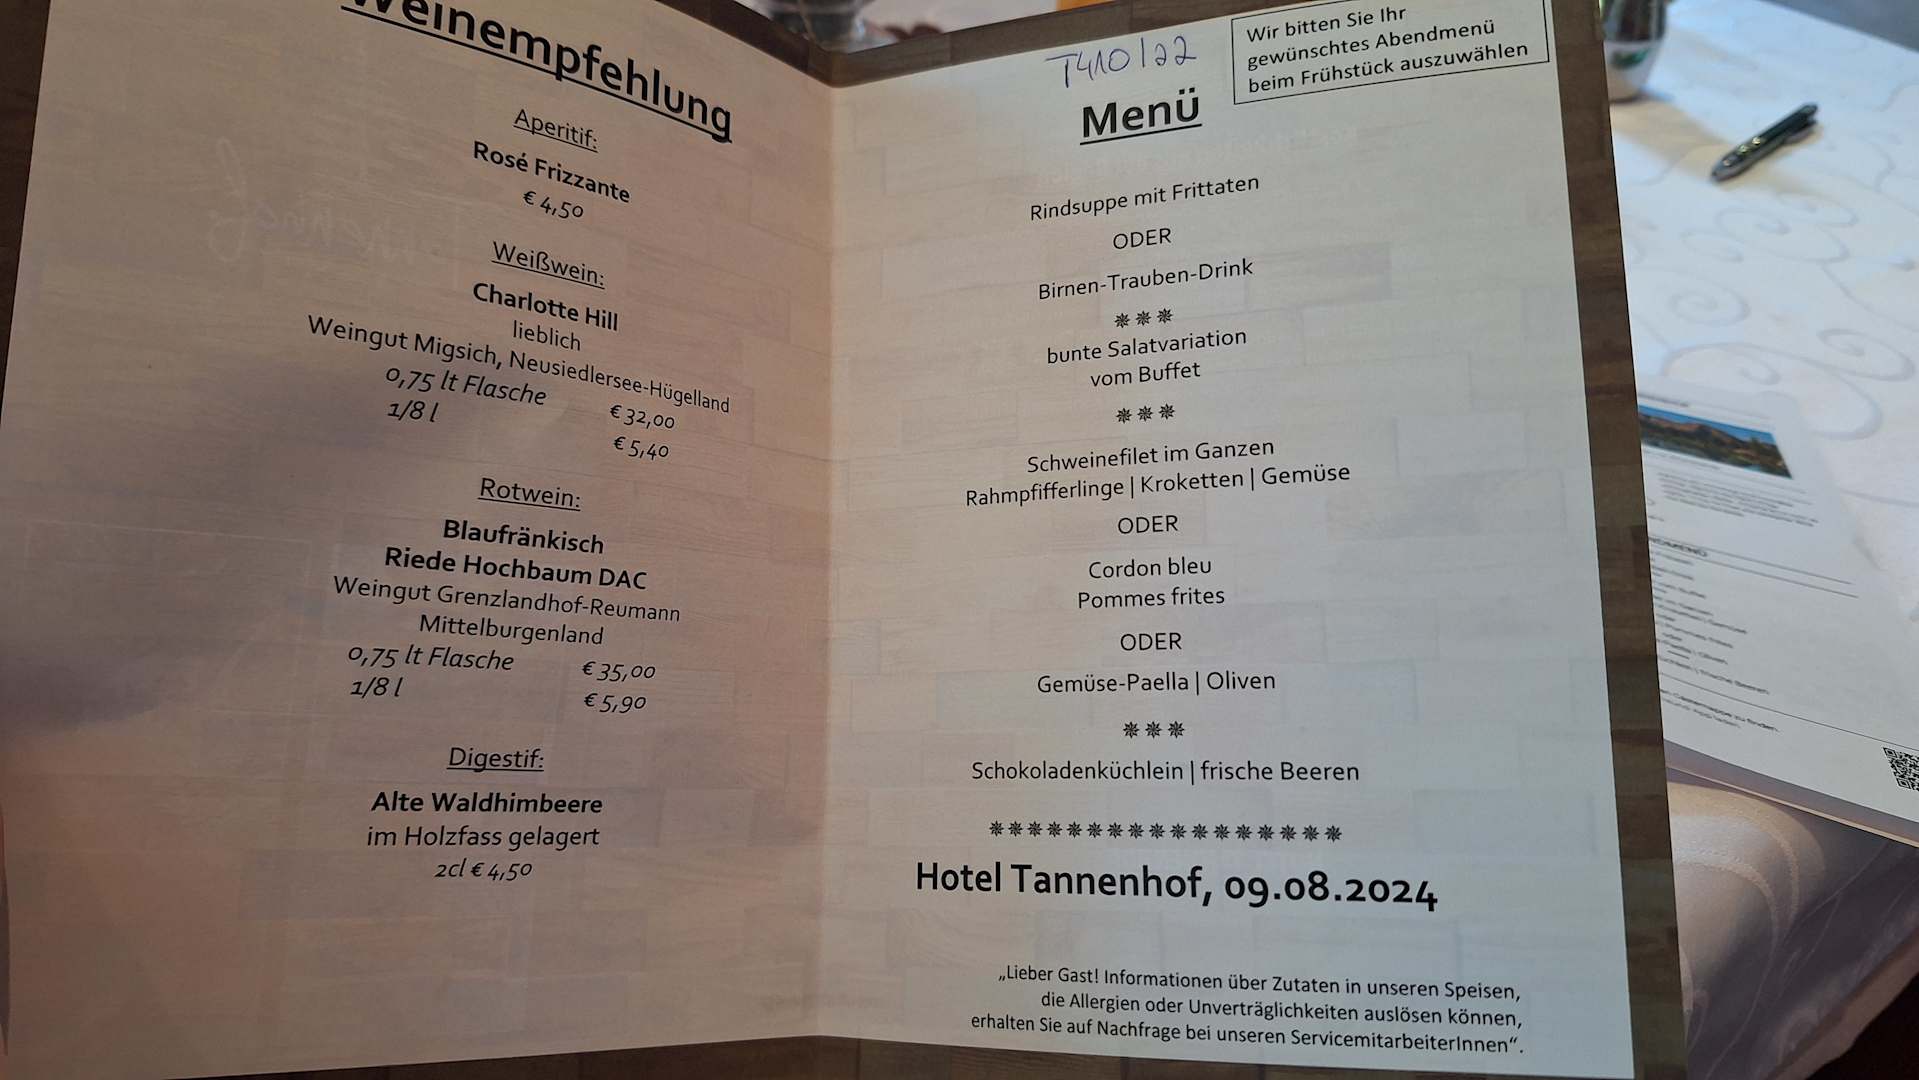 Weinempfehlung
Aperitif:
Rosé Frizzante
€ 4,50
Weißwein:
Charlotte Hill
lieblich
Weingut Migsich, Neusiedlersee-Hügelland
0,75 lt Flasche € 32,00
1/8 l € 5,40
Rotwein:
Blaufränkisch
Riede Hochbaum DAC
Weingut Grenzlandhof-Reumann
Mittelburgenland
0,75 lt Flasche € 35,00
1/8 l € 5,90
Digestif:
Alte Waldhimbeere
im Holzfass gelagert
2cl € 4,50
T410/22
Wir bitten Sie Ihr
gewünschtes Abendmenü
beim Frühstück auszuwählen
Menü
Rindsuppe mit Frittaten
ODER
Birnen-Trauben-Drink
***
bunte Salatvariation
vom Buffet
***
Schweinefilet im Ganzen
Rahmpfifferlinge | Kroketten | Gemüse
ODER
Cordon bleu
Pommes frites
ODER
Gemüse-Paella | Oliven
***
Schokoladenküchlein | frische Beeren
*****************
Hotel Tannenhof, 09.08.2024
„Lieber Gast! Informationen über Zutaten in unseren Speisen,
die Allergien oder Unverträglichkeiten auslösen können,
erhalten Sie auf Nachfrage bei unseren ServicemitarbeiterInnen“.